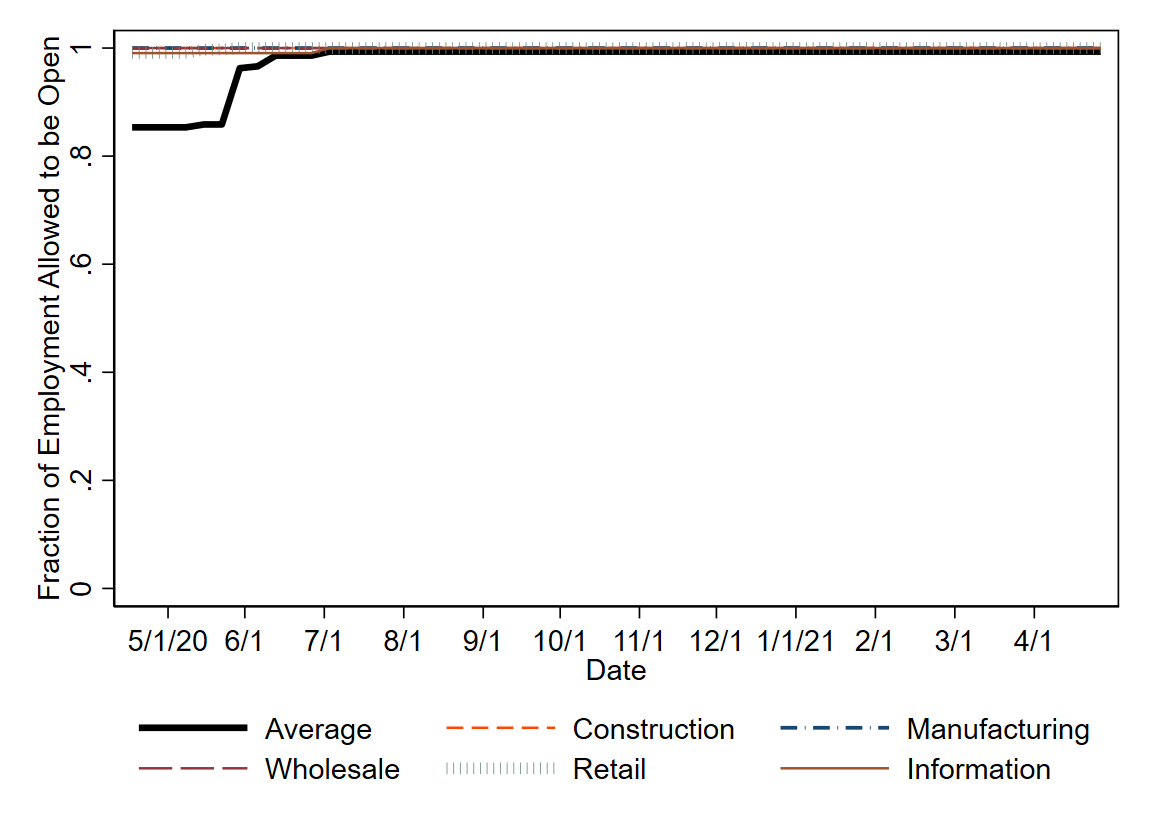 Fraction of Employment Allowed to be Open
1
.8
.6
.4
.2
0
5/1/20 6/1 7/1 8/1 9/1 10/1 11/1 12/1 1/1/21 2/1 3/1 4/1
Date
Average Construction Manufacturing
Wholesale Retail Information